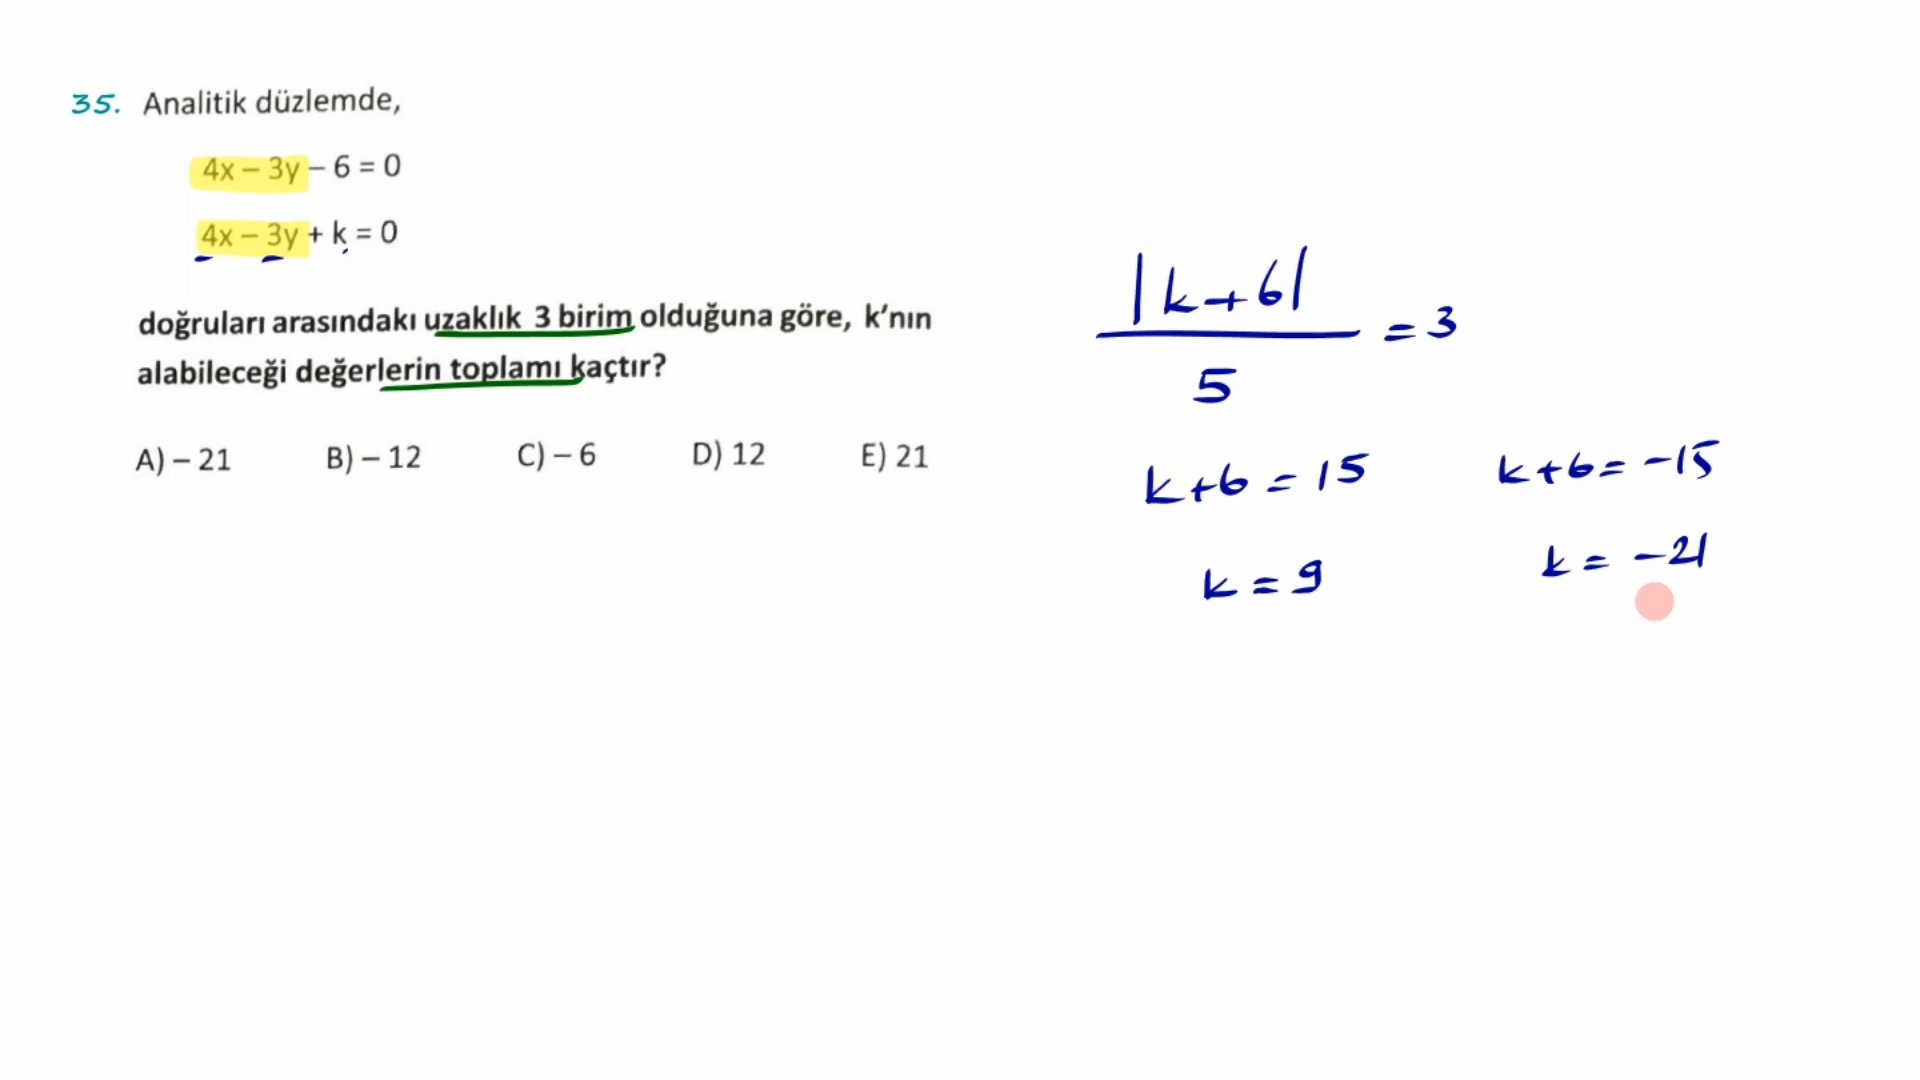 35. Analitik düzlemde,
4x – 3y – 6 = 0
4x – 3y + k = 0
doğruları arasındakı uzaklık 3 birim olduğuna göre, k’nın
alabileceği değerlerin toplamı kaçtır?
A) – 21 B) – 12 C) – 6 D) 12 E) 21
|k+6|
= 3
5
k+6 = 15 k+6 = -15
k = 9 k = -21